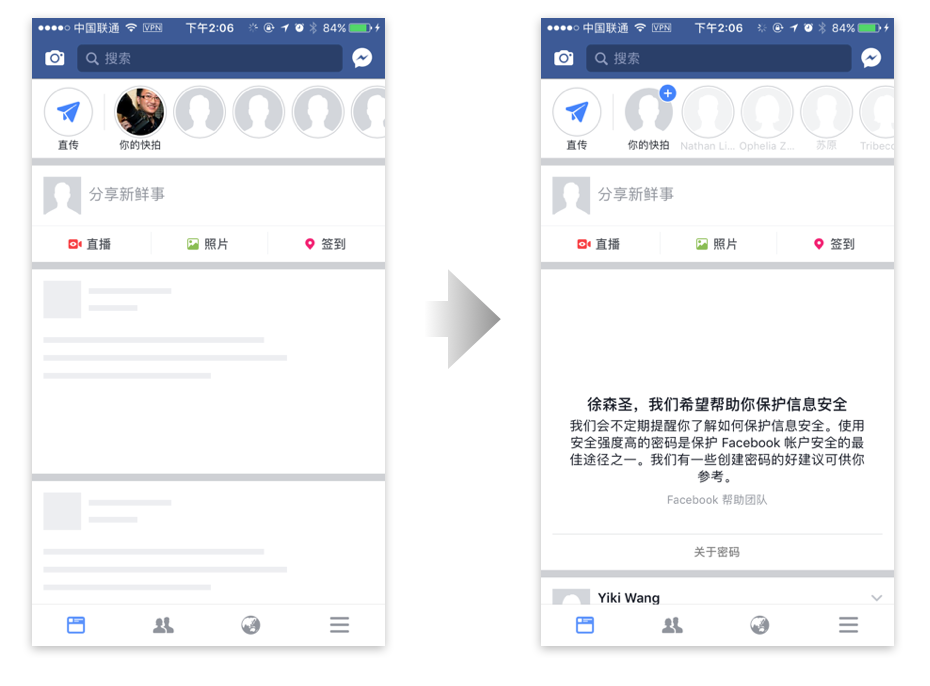 中国联通 VPN 下午2:06 84%
搜索
直传 你的快拍
分享新鲜事
直播 照片 签到
中国联通 VPN 下午2:06 84%
搜索
直传 你的快拍 Nathan Li... Ophelia Z... 苏原 Tribecc
分享新鲜事
直播 照片 签到
徐森圣，我们希望帮助你保护信息安全
我们会不定期提醒你了解如何保护信息安全。使用
安全强度高的密码是保护 Facebook 帐户安全的最
佳途径之一。我们有一些创建密码的好建议可供你
参考。
Facebook 帮助团队
关于密码
Yiki Wang